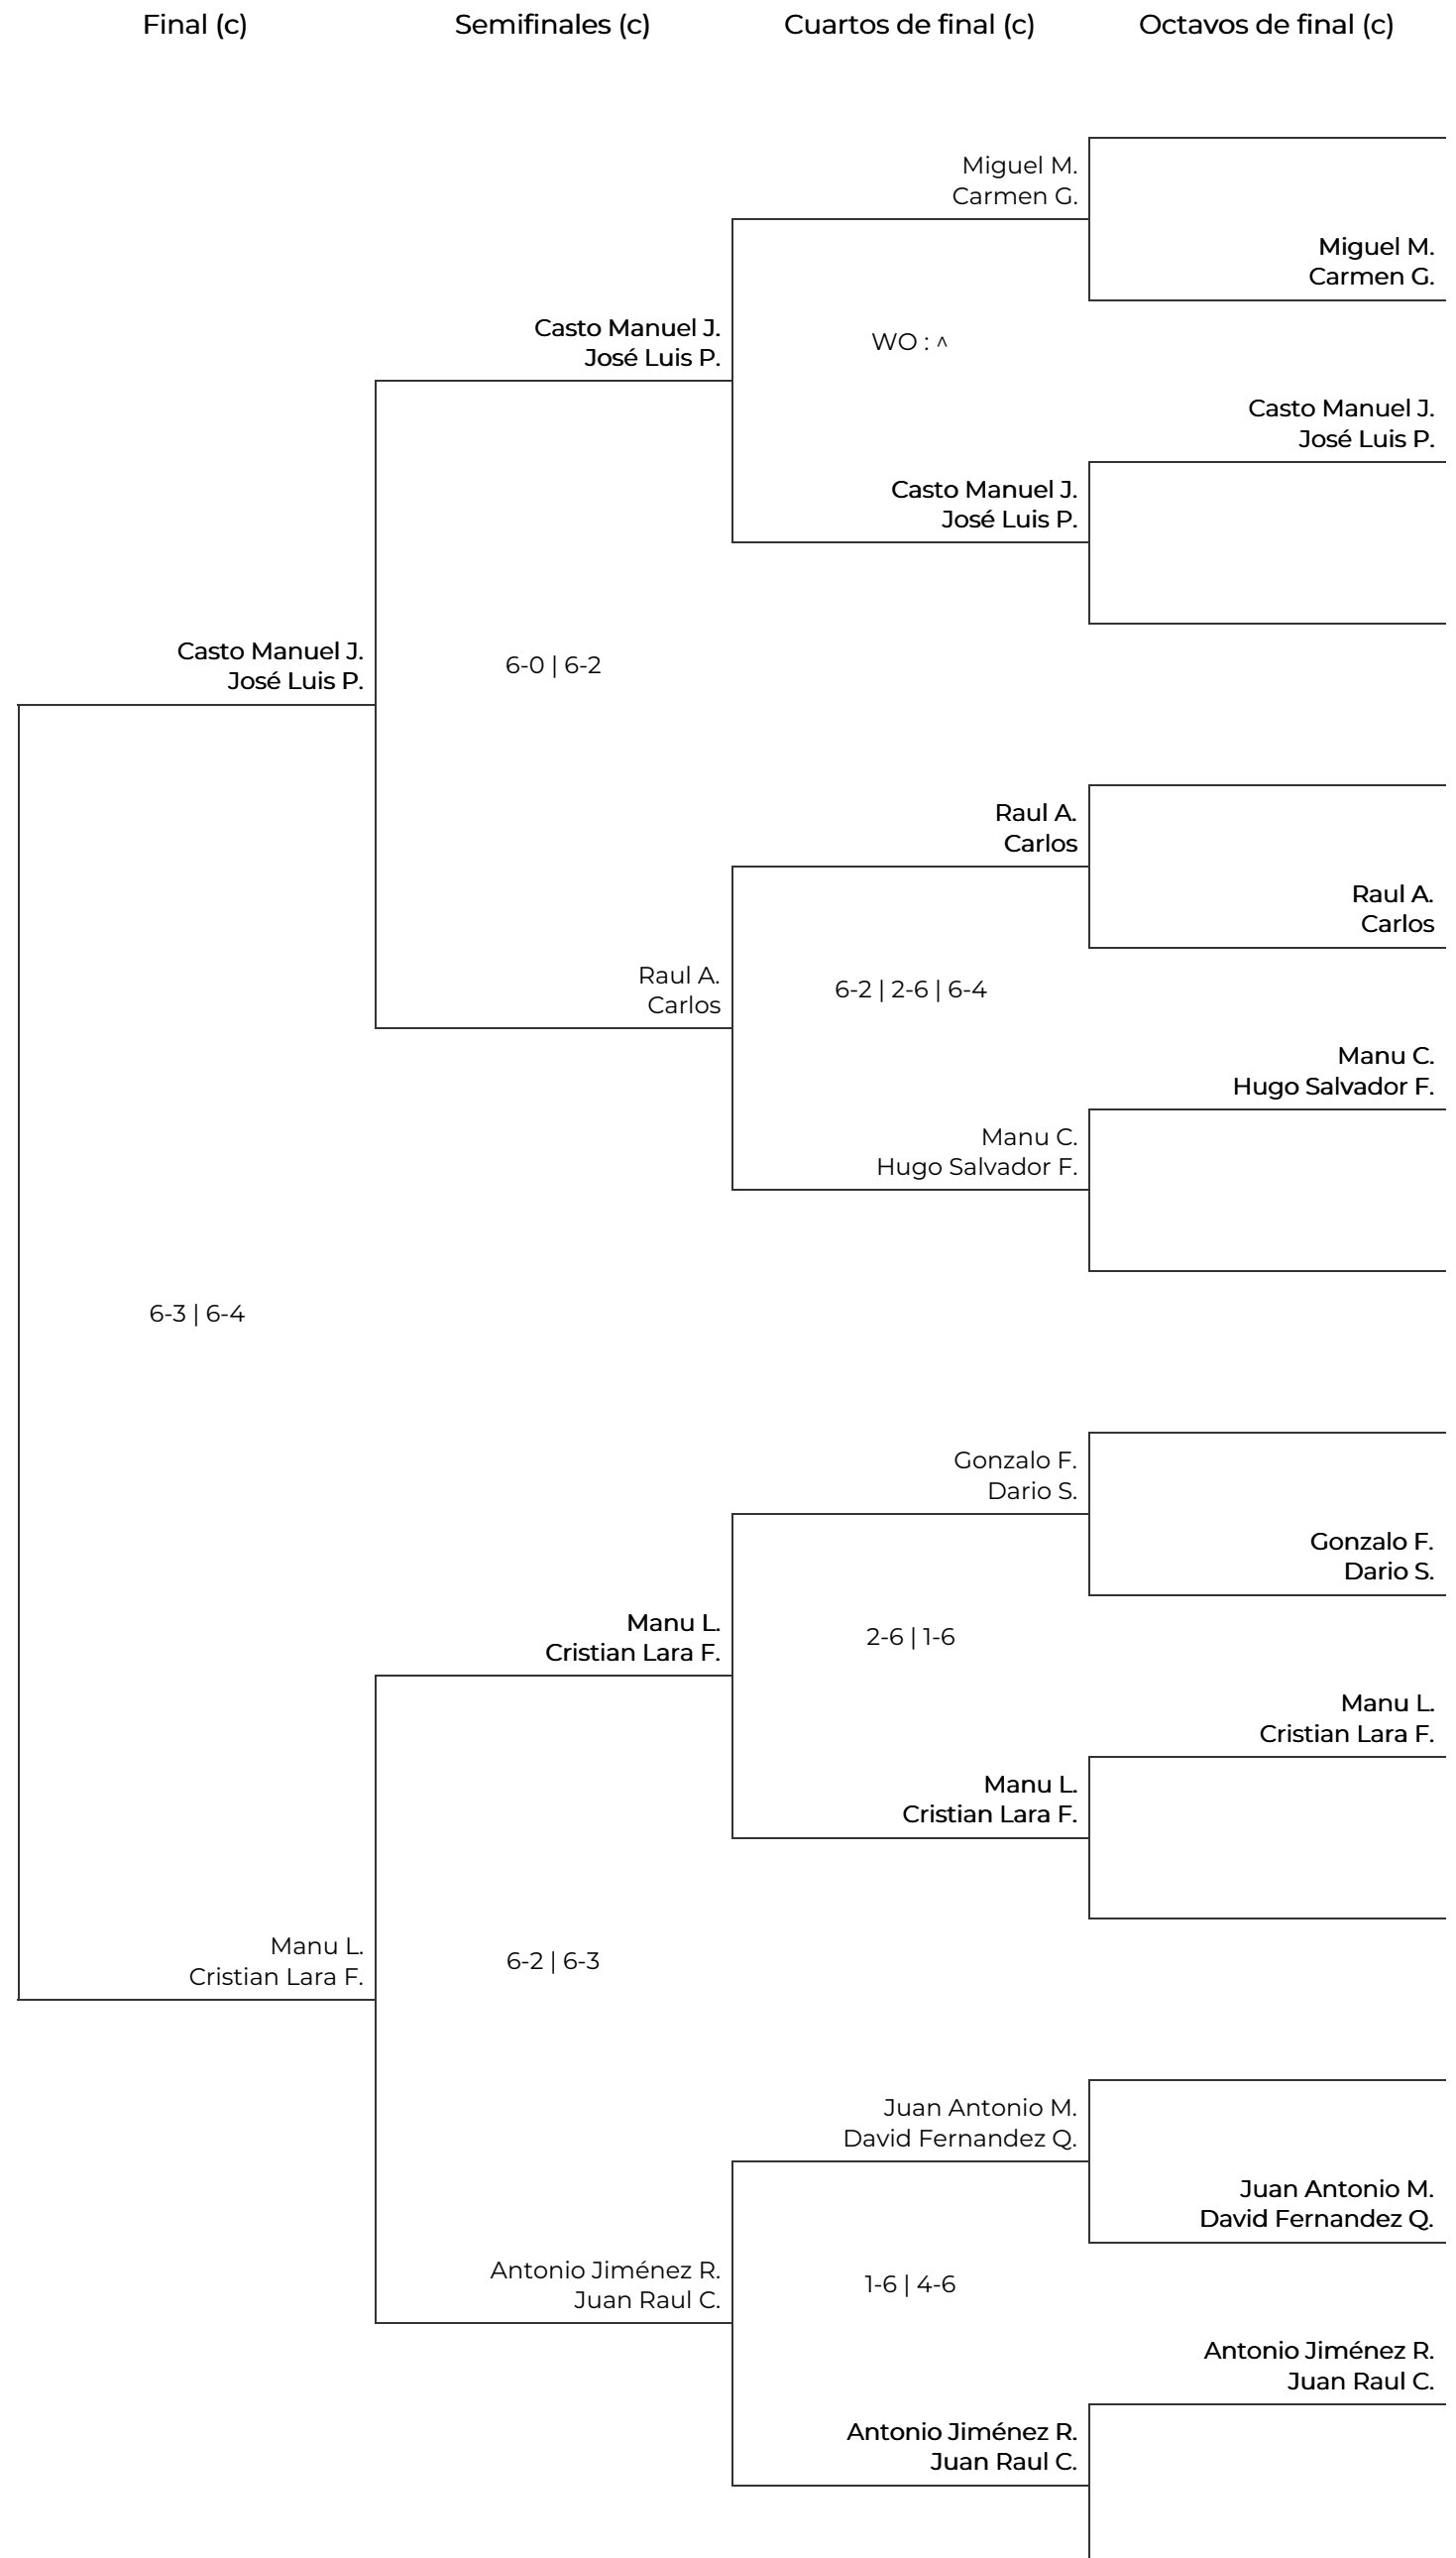 Final (c)
Semifinales (c)
Cuartos de final (c)
Octavos de final (c)
Miguel M.
Carmen G.
Miguel M.
Carmen G.
Casto Manuel J.
José Luis P.
WO : ^
Casto Manuel J.
José Luis P.
Casto Manuel J.
José Luis P.
Casto Manuel J.
José Luis P.
6-0 | 6-2
Raul A.
Carlos
Raul A.
Carlos
Raul A.
Carlos
6-2 | 2-6 | 6-4
Manu C.
Hugo Salvador F.
Manu C.
Hugo Salvador F.
6-3 | 6-4
Gonzalo F.
Dario S.
Gonzalo F.
Dario S.
Manu L.
Cristian Lara F.
2-6 | 1-6
Manu L.
Cristian Lara F.
Manu L.
Cristian Lara F.
Manu L.
Cristian Lara F.
6-2 | 6-3
Juan Antonio M.
David Fernandez Q.
Juan Antonio M.
David Fernandez Q.
Antonio Jiménez R.
Juan Raul C.
1-6 | 4-6
Antonio Jiménez R.
Juan Raul C.
Antonio Jiménez R.
Juan Raul C.